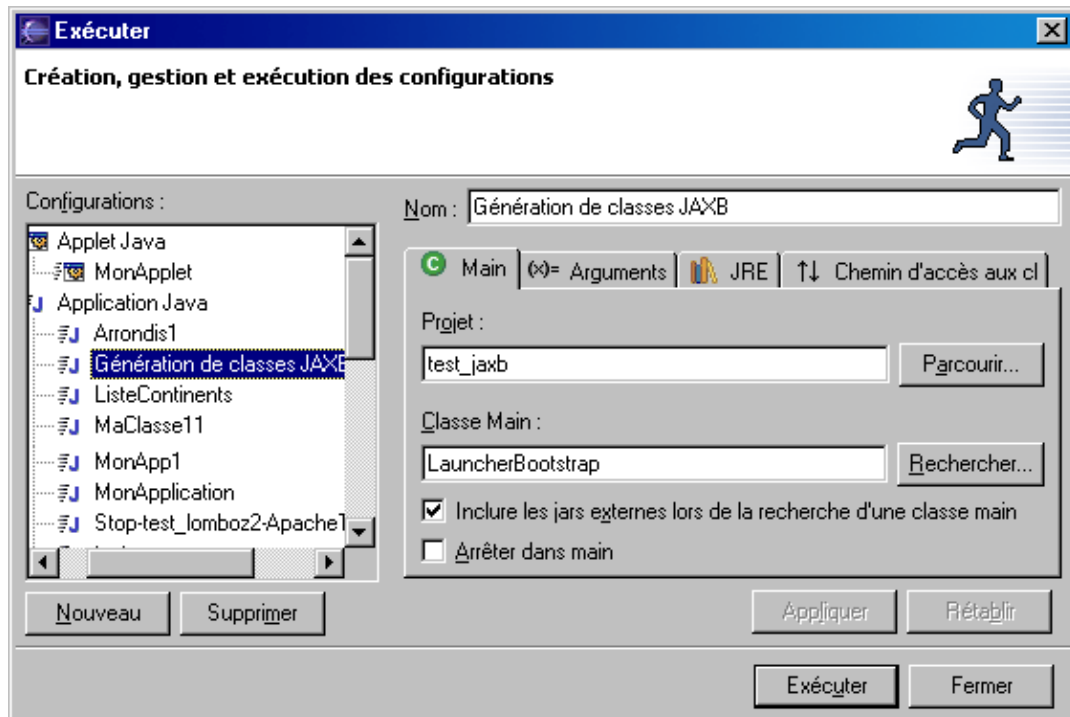 Exécuter
Création, gestion et exécution des configurations
Configurations :
Applet Java
MonApplet
Application Java
Arrondis1
Génération de classes JAXB
ListeContinents
MaClasse11
MonApp1
MonApplication
Stop-test_lomboz2-ApacheT
Nouveau Supprimer
Nom : Génération de classes JAXB
Main (x)= Arguments JRE Chemin d'accès aux cl
Projet :
test_jaxb Parcourir...
Classe Main :
LauncherBootstrap Rechercher...
Inclure les jars externes lors de la recherche d'une classe main
Arrêter dans main
Appliquer Rétablir
Exécuter Fermer